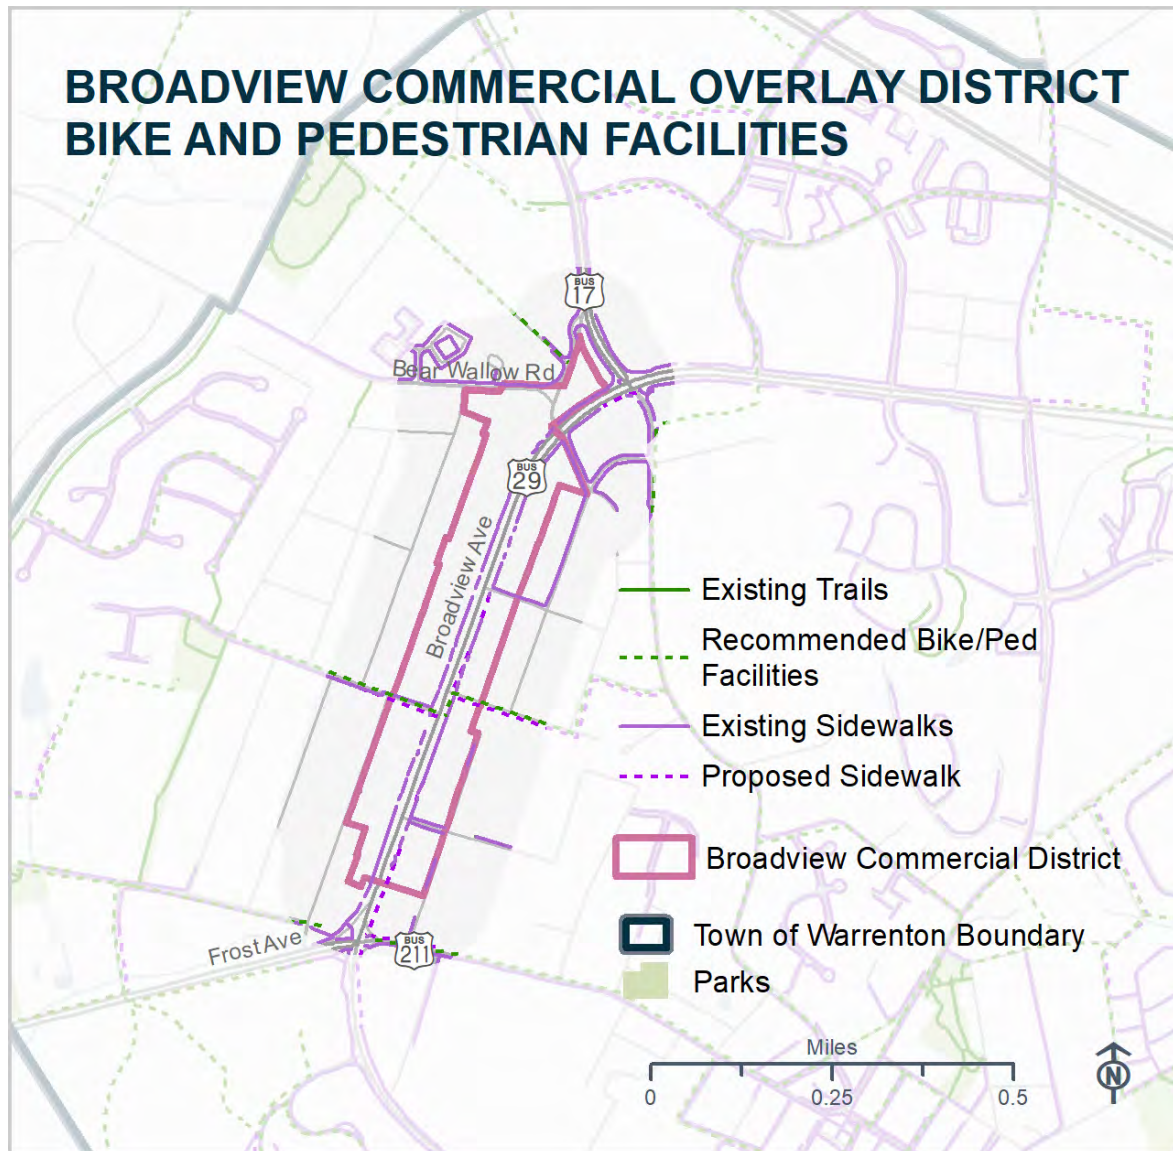 BROADVIEW COMMERCIAL OVERLAY DISTRICT
BIKE AND PEDESTRIAN FACILITIES
BUS
17
Bear Wallow Rd
BUS
29
Broadview Ave
Existing Trails
Recommended Bike/Ped
Facilities
Existing Sidewalks
Proposed Sidewalk
Broadview Commercial District
Town of Warrenton Boundary
Parks
Frost Ave
BUS
211
Miles
0
0.25
0.5
N